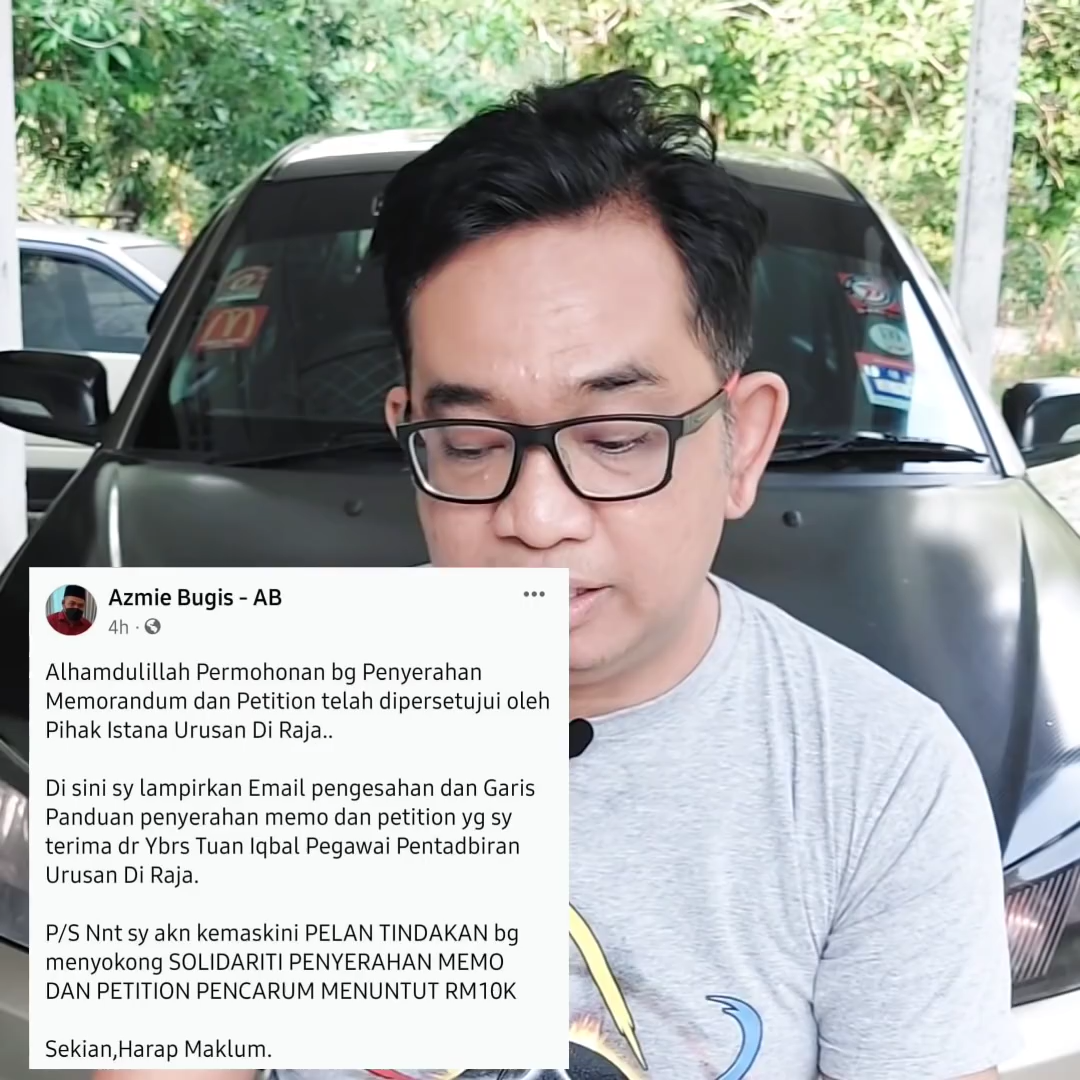 Azmie Bugis - AB
4h ·
Alhamdulillah Permohonan bg Penyerahan
Memorandum dan Petition telah dipersetujui oleh
Pihak Istana Urusan Di Raja..
Di sini sy lampirkan Email pengesahan dan Garis
Panduan penyerahan memo dan petition yg sy
terima dr Ybrs Tuan Iqbal Pegawai Pentadbiran
Urusan Di Raja.
P/S Nnt sy akn kemaskini PELAN TINDAKAN bg
menyokong SOLIDARITI PENYERAHAN MEMO
DAN PETITION PENCARUM MENUNTUT RM10K
Sekian,Harap Maklum.